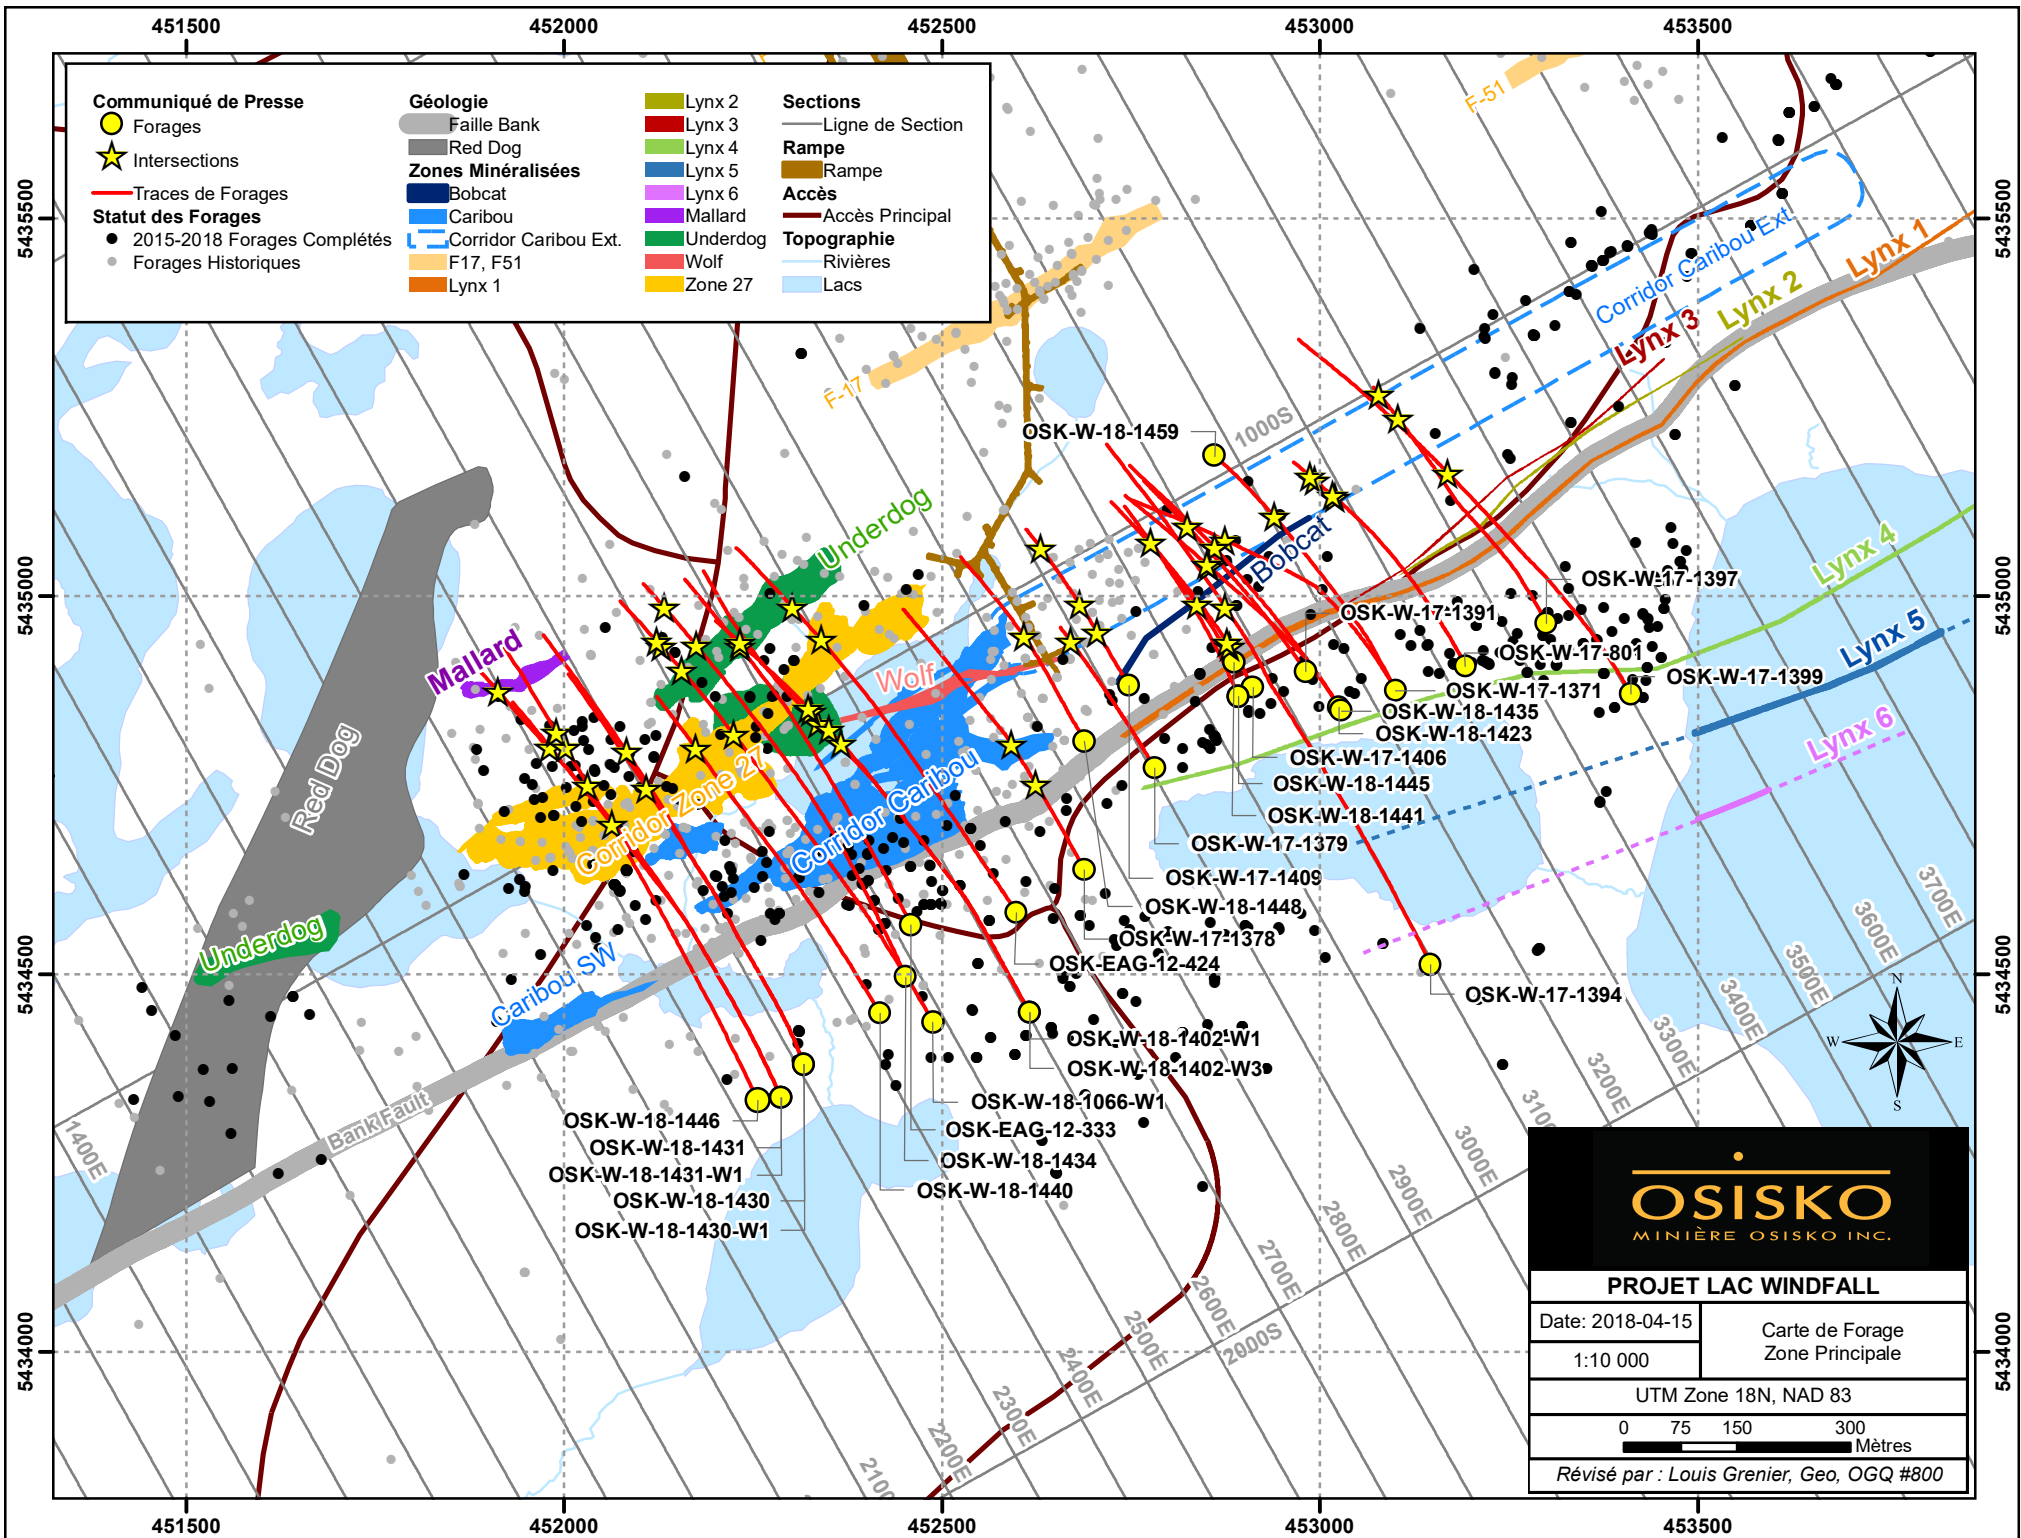 451500 452000 452500 453000 453500
Communiqué de Presse
Forages
Intersections
Traces de Forages
Statut des Forages
2015-2018 Forages Complétés
Forages Historiques
Géologie
Faille Bank
Red Dog
Zones Minéralisées
Bobcat
Caribou
Corridor Caribou Ext.
F17, F51
Lynx 1
Lynx 2
Lynx 3
Lynx 4
Lynx 5
Lynx 6
Mallard
Underdog
Wolf
Zone 27
Sections
Ligne de Section
Rampe
Rampe
Accès
Accès Principal
Topographie
Rivières
Lacs
5435500
5435000
5434500
5434000
5435500
5435000
5434500
5434000
F-51
F-17
Corridor Caribou Ext.
Lynx 1
Lynx 2
Lynx 3
1000S
OSK-W-18-1459
Underdog
Bobcat
Lynx 4
OSK-W-17-1397
OSK-W-17-1391
Lynx 5
OSK-W-17-801
Mallard
Wolf
OSK-W-17-1399
OSK-W-17-1371
OSK-W-18-1435
OSK-W-18-1423
Lynx 6
Red Dog
OSK-W-17-1406
OSK-W-18-1445
OSK-W-18-1441
Corridor Zone 27
Corridor Caribou
OSK-W-17-1379
OSK-W-17-1409
OSK-W-18-1448
OSK-W-17-1378
OSK-EAG-12-424
Underdog
Caribou SW
OSK-W-17-1394
OSK-W-18-1402-W1
OSK-W-18-1402-W3
OSK-W-18-1066-W1
OSK-EAG-12-333
OSK-W-18-1434
OSK-W-18-1440
OSK-W-18-1446
OSK-W-18-1431
OSK-W-18-1431-W1
OSK-W-18-1430
OSK-W-18-1430-W1
Bank Fault
1400E
2100
2200E
2300E
2400E
2500E
2600E
2700E
2800E
2900E
3000E
3100
3200E
3300E
3400E
3500E
3600E
3700E
2000S
N
W E
S
OSISKO
MINIÈRE OSISKO INC.
PROJET LAC WINDFALL
Date: 2018-04-15
1:10 000
Carte de Forage
Zone Principale
UTM Zone 18N, NAD 83
0 75 150 300
Mètres
Révisé par : Louis Grenier, Geo, OGQ #800
451500 452000 452500 453000 453500